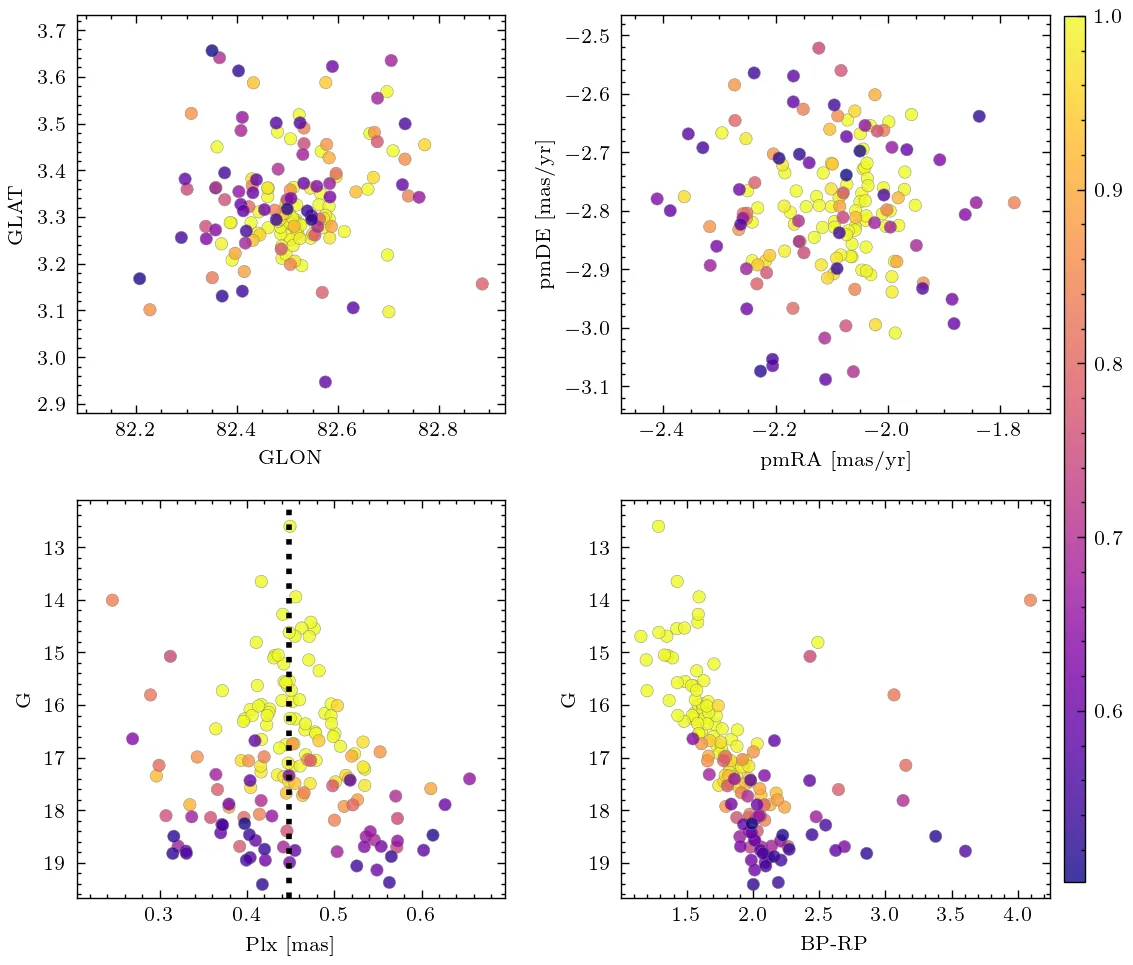 3.7
3.6
3.5
3.4
3.3
3.2
3.1
3.0
2.9
GLAT
82.2 82.4 82.6 82.8
GLON
−2.5
−2.6
−2.7
−2.8
−2.9
−3.0
−3.1
pmDE [mas/yr]
−2.4 −2.2 −2.0 −1.8
pmRA [mas/yr]
1.0
0.9
0.8
0.7
0.6
13
14
15
16
17
18
19
G
0.3 0.4 0.5 0.6
Plx [mas]
13
14
15
16
17
18
19
G
1.5 2.0 2.5 3.0 3.5 4.0
BP-RP